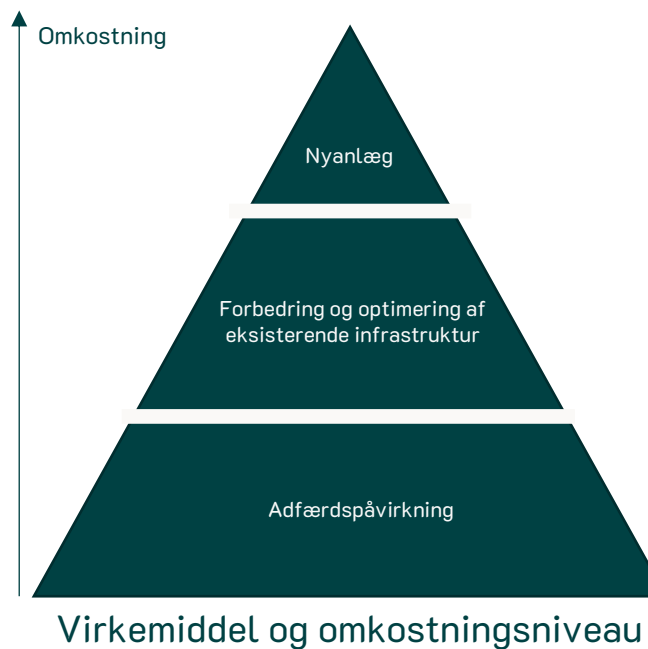 Omkostning
Nyanlæg
Forbedring og optimering af
eksisterende infrastruktur
Adfærdspåvirkning
Virkemiddel og omkostningsniveau